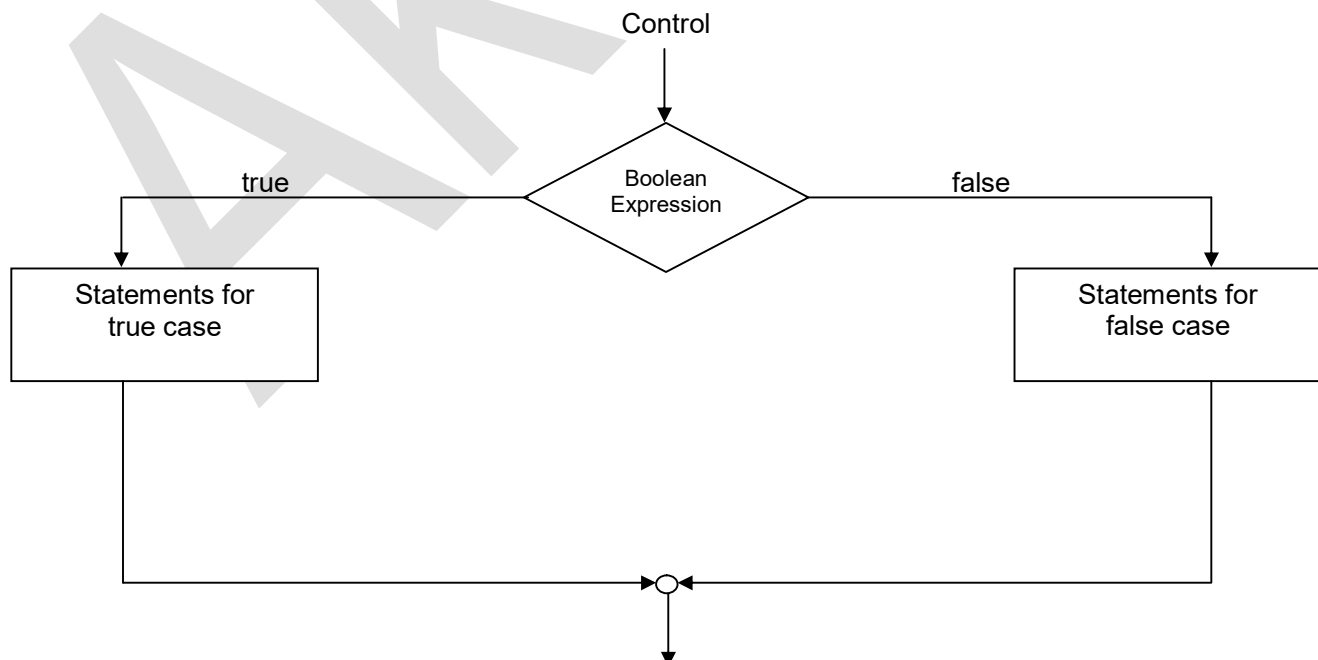 Control
true
Boolean
Expression
false
Statements for
true case
Statements for
false case